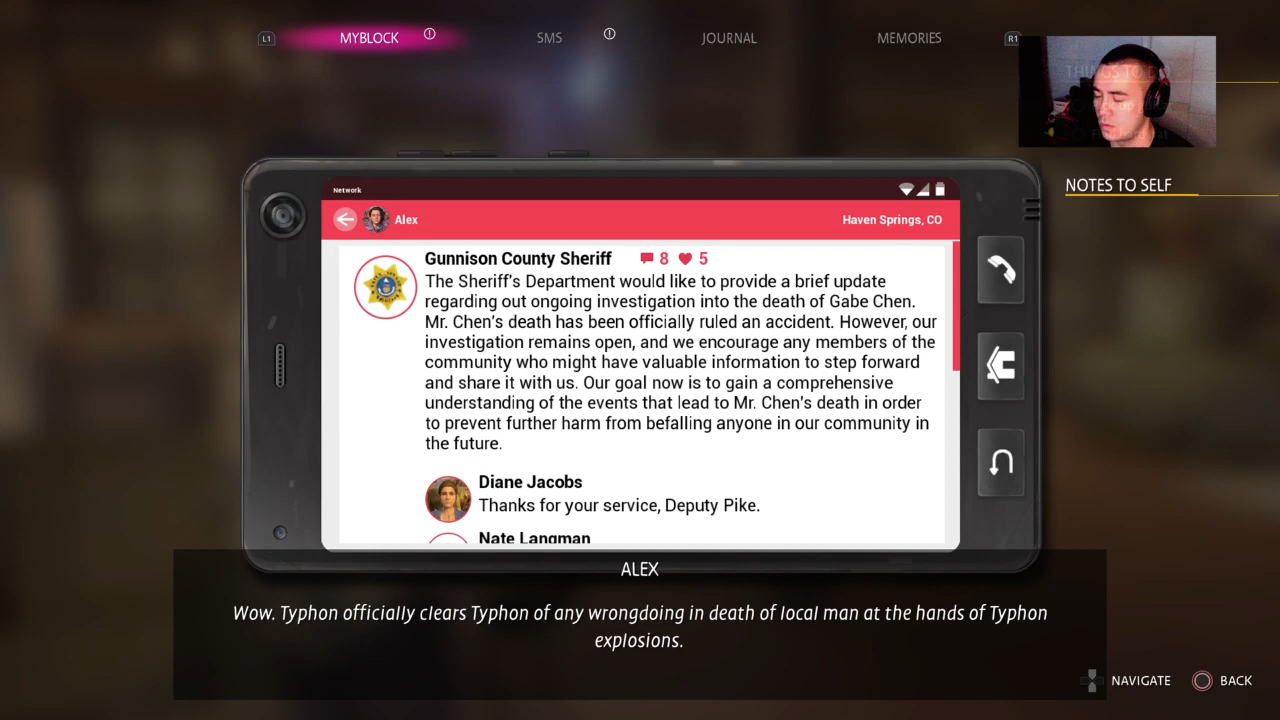 L1
MYBLOCK
SMS
JOURNAL
MEMORIES
R1
THINGS TO DO
NOTES TO SELF
Network
Alex
Haven Springs, CO
Gunnison County Sheriff 8 5
The Sheriff's Department would like to provide a brief update
regarding out ongoing investigation into the death of Gabe Chen.
Mr. Chen's death has been officially ruled an accident. However, our
investigation remains open, and we encourage any members of the
community who might have valuable information to step forward
and share it with us. Our goal now is to gain a comprehensive
understanding of the events that lead to Mr. Chen's death in order
to prevent further harm from befalling anyone in our community in
the future.
Diane Jacobs
Thanks for your service, Deputy Pike.
Nate Langman
ALEX
Wow. Typhon officially clears Typhon of any wrongdoing in death of local man at the hands of Typhon
explosions.
NAVIGATE
BACK